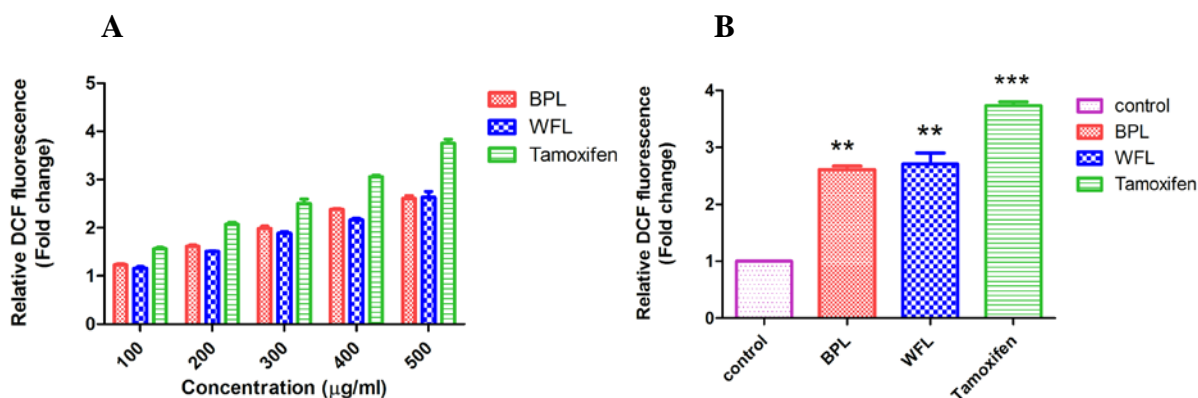 A
Relative DCF fluorescence
(Fold change)
5
4
3
2
1
0
100
200
300
400
500
Concentration (µg/ml)
BPL
WFL
Tamoxifen
B
Relative DCF fluorescence
(Fold change)
4
3
2
1
0
**
**
***
control
BPL
WFL
Tamoxifen
control
BPL
WFL
Tamoxifen